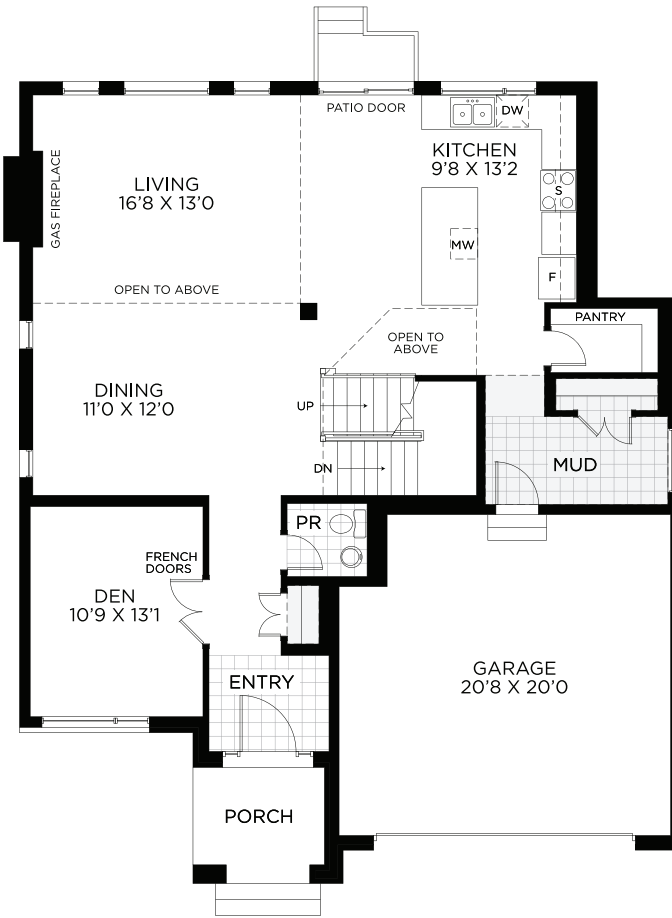 PATIO DOOR
DW
KITCHEN
9'8 X 13'2
GAS FIREPLACE
LIVING
16'8 X 13'0
S
MW
F
OPEN TO ABOVE
PANTRY
OPEN TO
ABOVE
DINING
11'0 X 12'0
UP
DN
MUD
PR
FRENCH
DOORS
DEN
10'9 X 13'1
ENTRY
GARAGE
20'8 X 20'0
PORCH